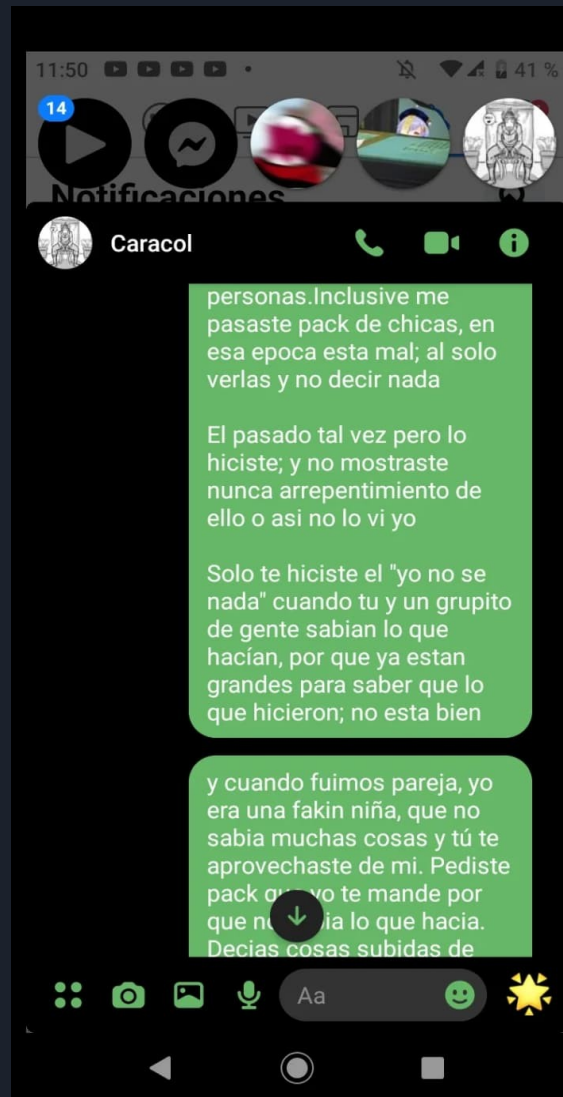 11:50
41 %
14
Notificaciones
Caracol
personas.Inclusive me
pasaste pack de chicas, en
esa epoca esta mal; al solo
verlas y no decir nada
El pasado tal vez pero lo
hiciste; y no mostraste
nunca arrepentimiento de
ello o asi no lo vi yo
Solo te hiciste el "yo no se
nada" cuando tu y un grupito
de gente sabian lo que
hacían, por que ya estan
grandes para saber que lo
que hicieron; no esta bien
y cuando fuimos pareja, yo
era una fakin niña, que no
sabia muchas cosas y tú te
aprovechaste de mi. Pediste
pack yo te mande por
que lo que hacia.
Decias cosas subidas de
Aa